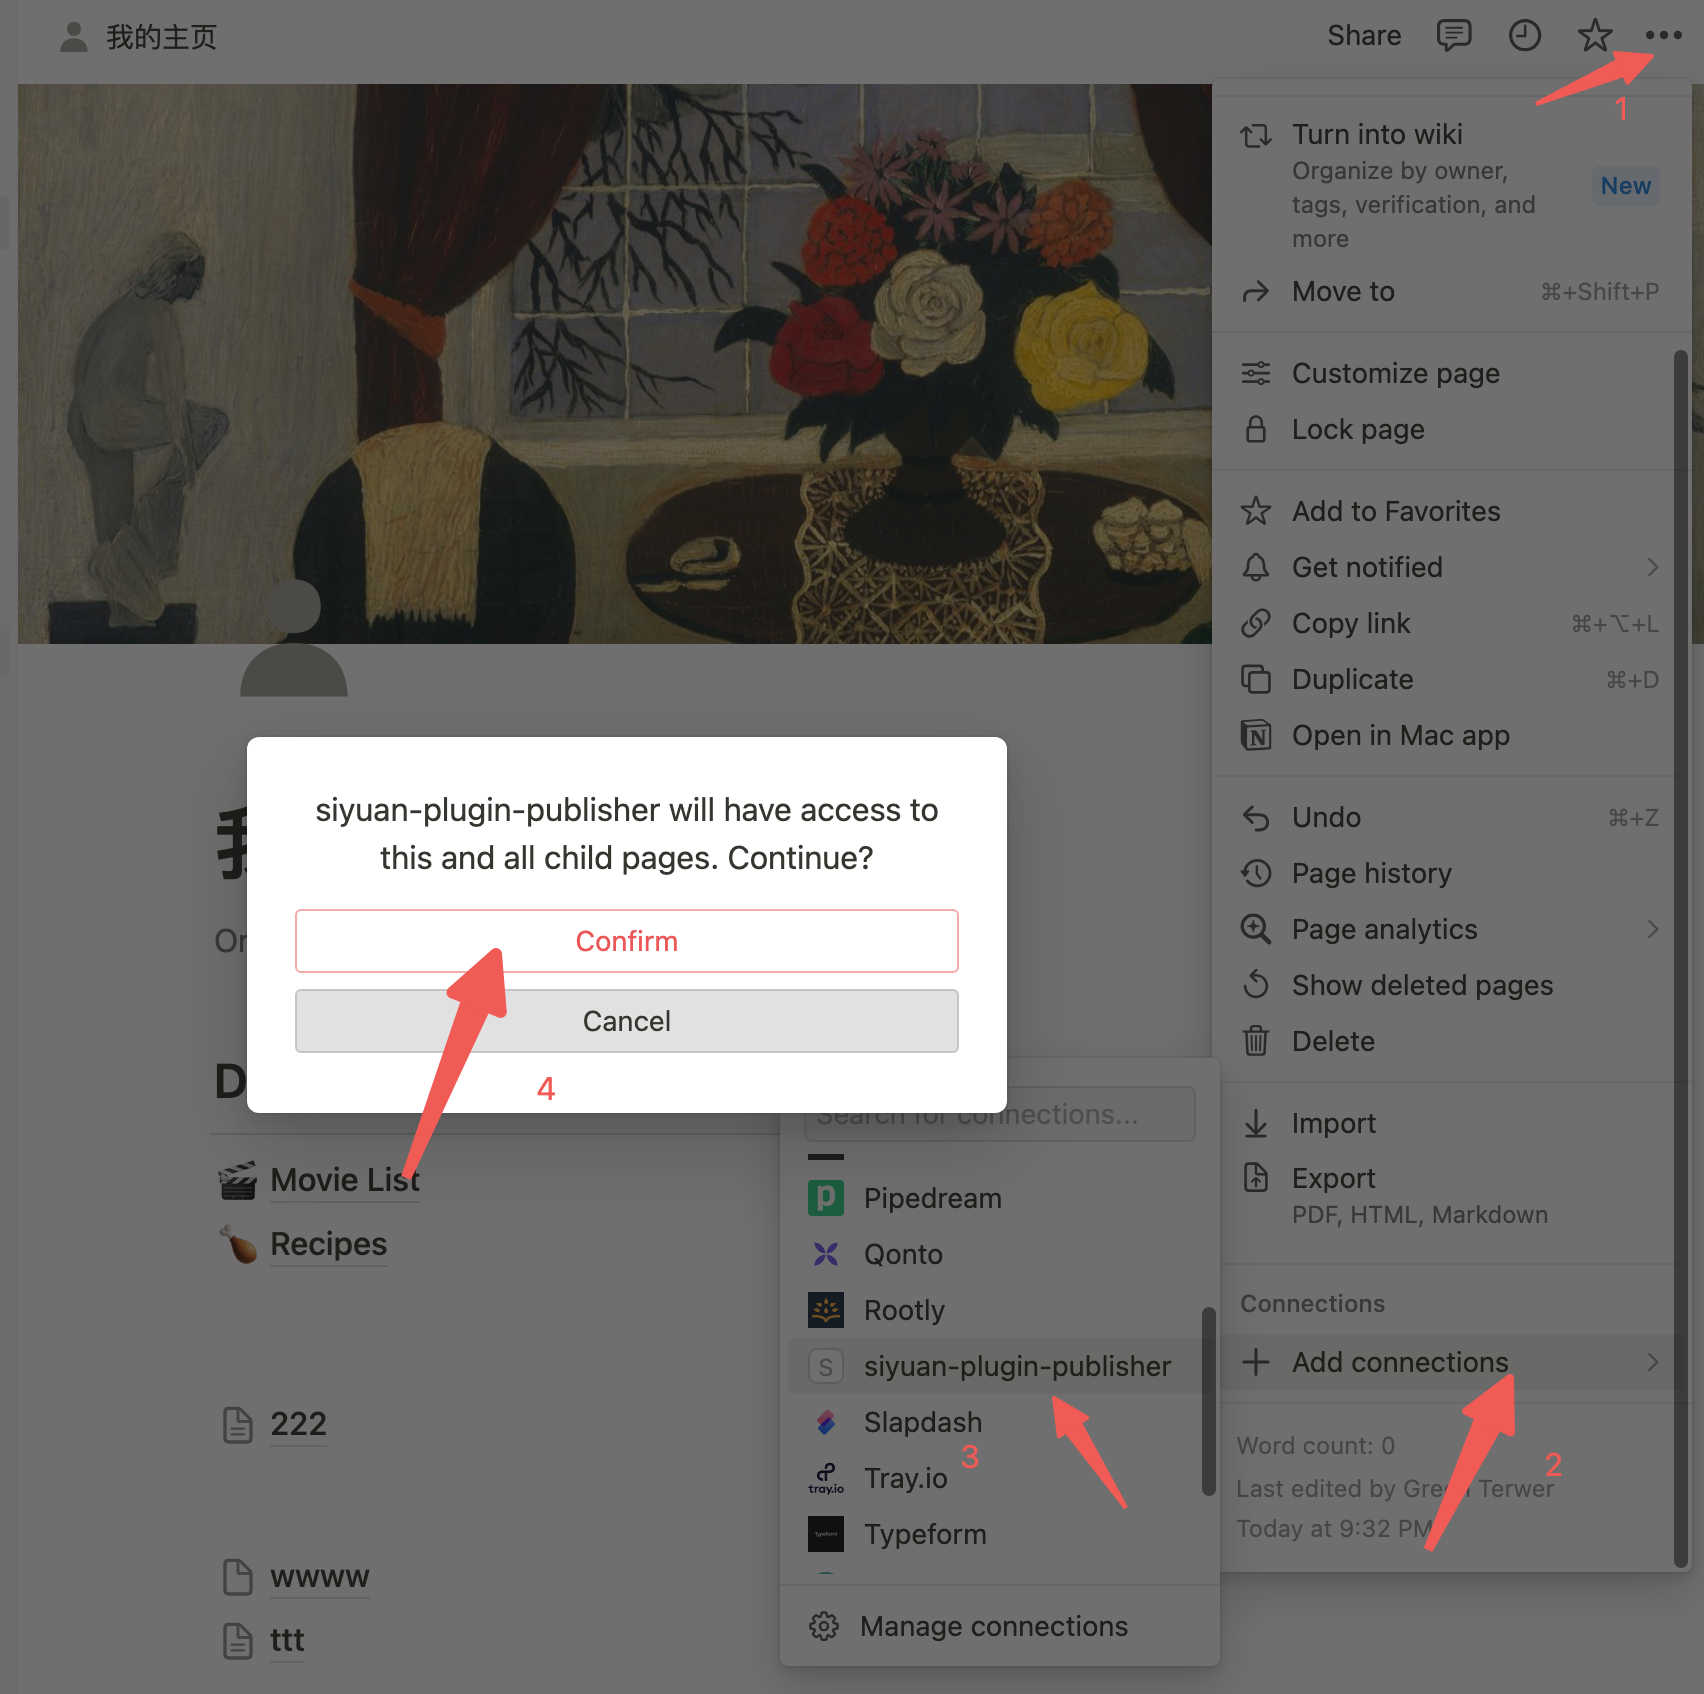 我的主页
Share
1
Turn into wiki
Organize by owner,
tags, verification, and
more
New
Move to
⌘+Shift+P
Customize page
Lock page
Add to Favorites
Get notified
Copy link
⌘+⌥+L
Duplicate
⌘+D
Open in Mac app
Undo
⌘+Z
Page history
Page analytics
Show deleted pages
Delete
Import
Export
PDF, HTML, Markdown
Connections
Add connections
2
Word count: 0
Last edited by Green Terwer
Today at 9:32 PM
siyuan-plugin-publisher will have access to
this and all child pages. Continue?
Confirm
Cancel
4
Search for connections...
Pipedream
Qonto
Rootly
S
siyuan-plugin-publisher
Slapdash
3
tray.io
Tray.io
Typeform
Typeform
Manage connections
Movie List
Recipes
222
wwww
ttt